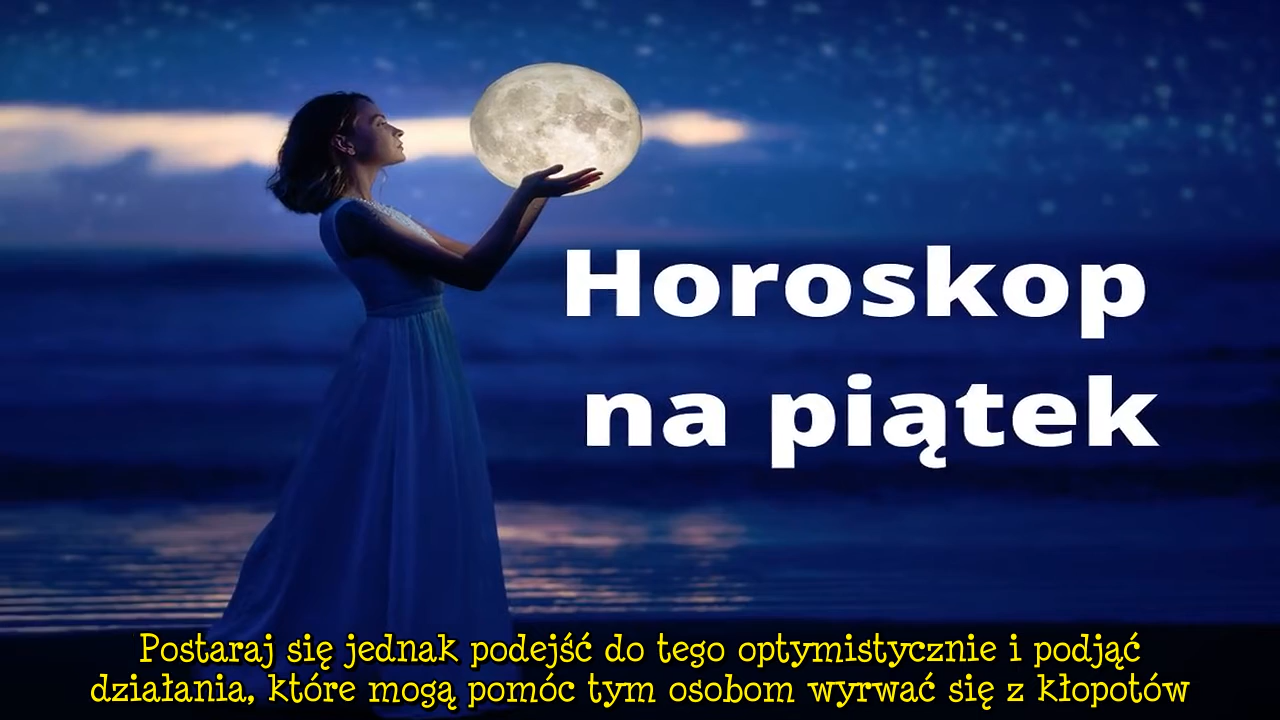 Horoskop
na piątek
Postaraj się jednak podejść do tego optymistycznie i podjąć
działania, które mogą pomóc tym osobom wyrwać się z kłopotów